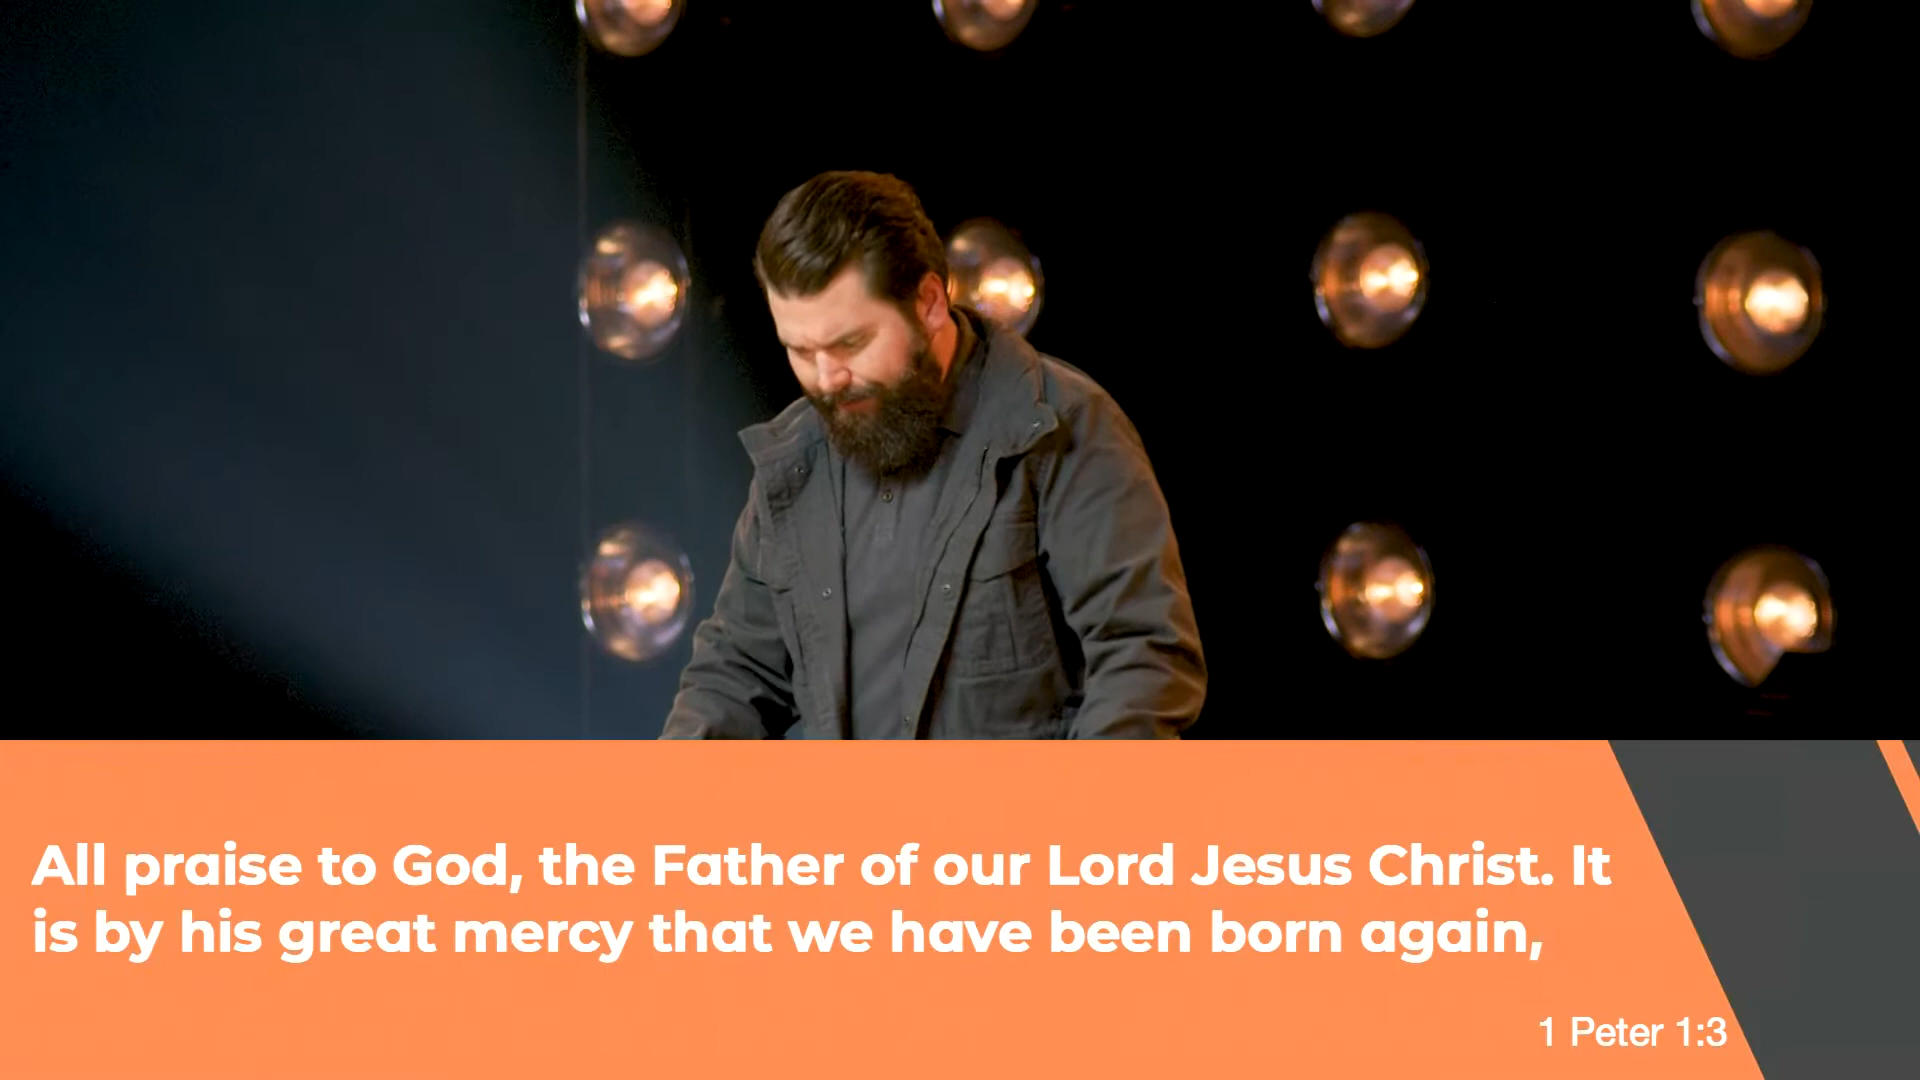 All praise to God, the Father of our Lord Jesus Christ. It
is by his great mercy that we have been born again,
1 Peter 1:3